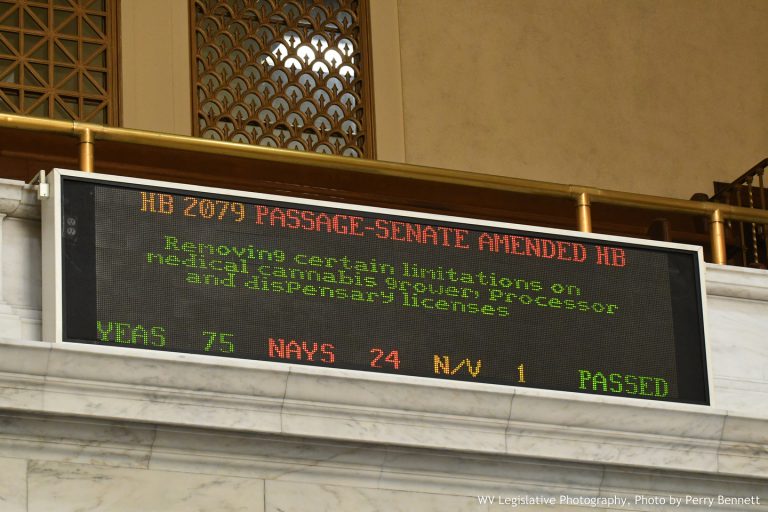 HB 2079 PASSAGE-SENATE AMENDED HB
Removing certain limitations on
medical cannabis grower, Processor
and dispensary licenses
YEAS 75 NAYS 24 N/V 1 PASSED
WV Legislative Photography, Photo by Perry Bennett